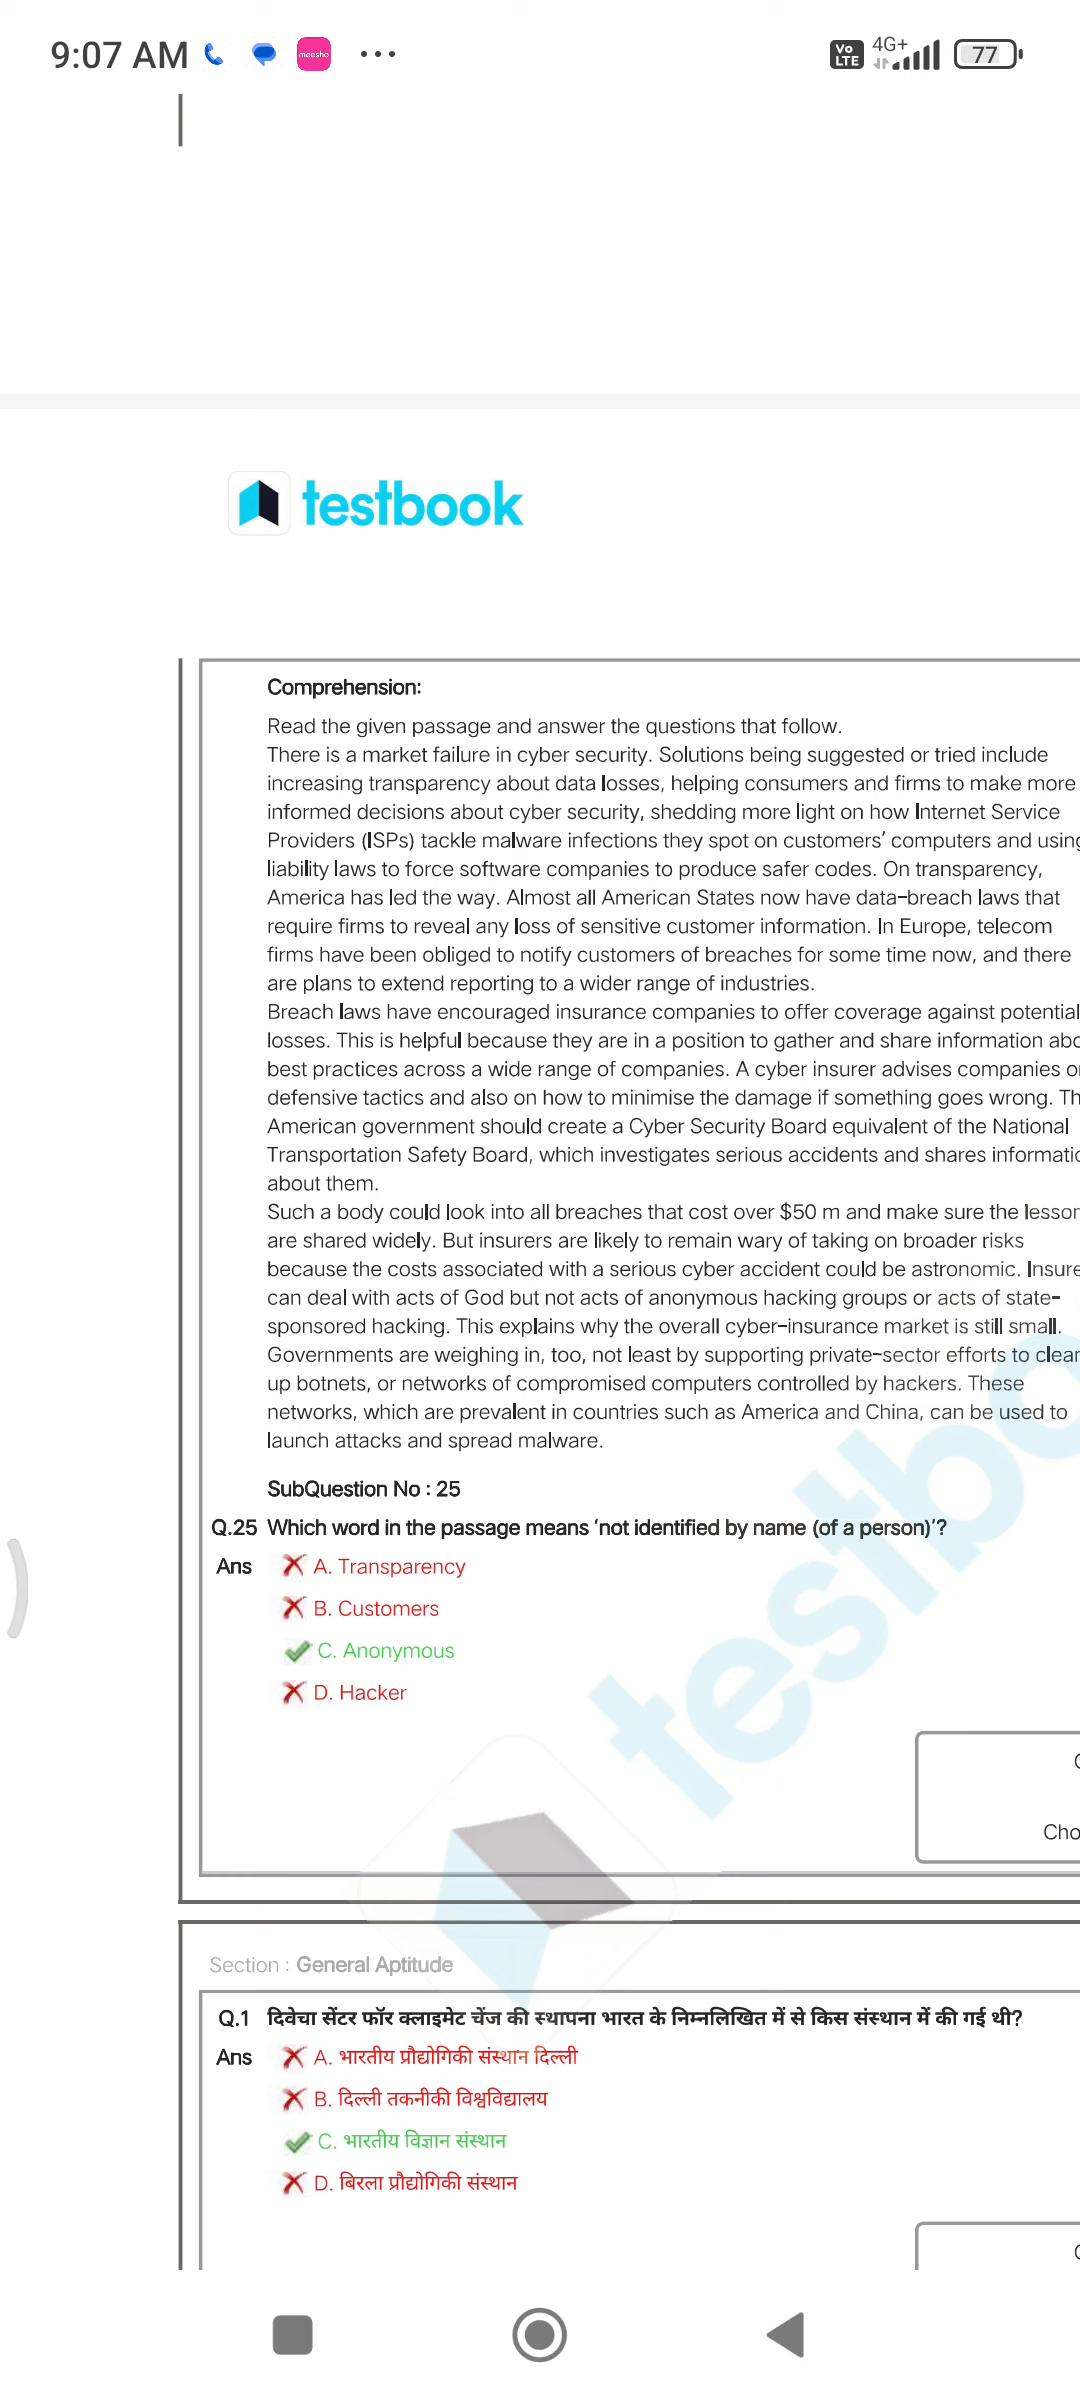 9:07 AM
meesho
Vo LTE
4G+
77
testbook
Comprehension:
Read the given passage and answer the questions that follow.
There is a market failure in cyber security. Solutions being suggested or tried include
increasing transparency about data losses, helping consumers and firms to make more
informed decisions about cyber security, shedding more light on how Internet Service
Providers (ISPs) tackle malware infections they spot on customers' computers and using
liability laws to force software companies to produce safer codes. On transparency,
America has led the way. Almost all American States now have data-breach laws that
require firms to reveal any loss of sensitive customer information. In Europe, telecom
firms have been obliged to notify customers of breaches for some time now, and there
are plans to extend reporting to a wider range of industries.
Breach laws have encouraged insurance companies to offer coverage against potential
losses. This is helpful because they are in a position to gather and share information
best practices across a wide range of companies. A cyber insurer advises companies
defensive tactics and also on how to minimise the damage if something goes wrong.
American government should create a Cyber Security Board equivalent of the National
Transportation Safety Board, which investigates serious accidents and shares
about them.
Such a body could look into all breaches that cost over $50 m and make sure the
are shared widely. But insurers are likely to remain wary of taking on broader risks
because the costs associated with a serious cyber accident could be astronomic.
can deal with acts of God but not acts of anonymous hacking groups or acts of state-
sponsored hacking. This explains why the overall cyber-insurance market is still small.
Governments are weighing in, too, not least by supporting private-sector efforts to
up botnets, or networks of compromised computers controlled by hackers. These
networks, which are prevalent in countries such as America and China, can be used to
launch attacks and spread malware.
SubQuestion No : 25
Q.25 Which word in the passage means 'not identified by name (of a person)'?
Ans A. Transparency
B. Customers
C. Anonymous
D. Hacker
Section : General Aptitude
Q.1 दिवेचा सेंटर फॉर क्लाइमेट चेंज की स्थापना भारत के निम्नलिखित में से किस संस्थान में की गई थी?
Ans A. भारतीय प्रौद्योगिकी संस्थान दिल्ली
B. दिल्ली तकनीकी विश्वविद्यालय
C. भारतीय विज्ञान संस्थान
D. बिरला प्रौद्योगिकी संस्थान